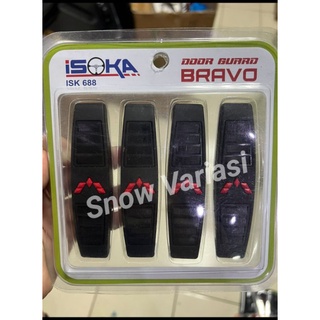 ISOKA
ISK 688
DOOR GUARD
BRAVO
Snow Variasi